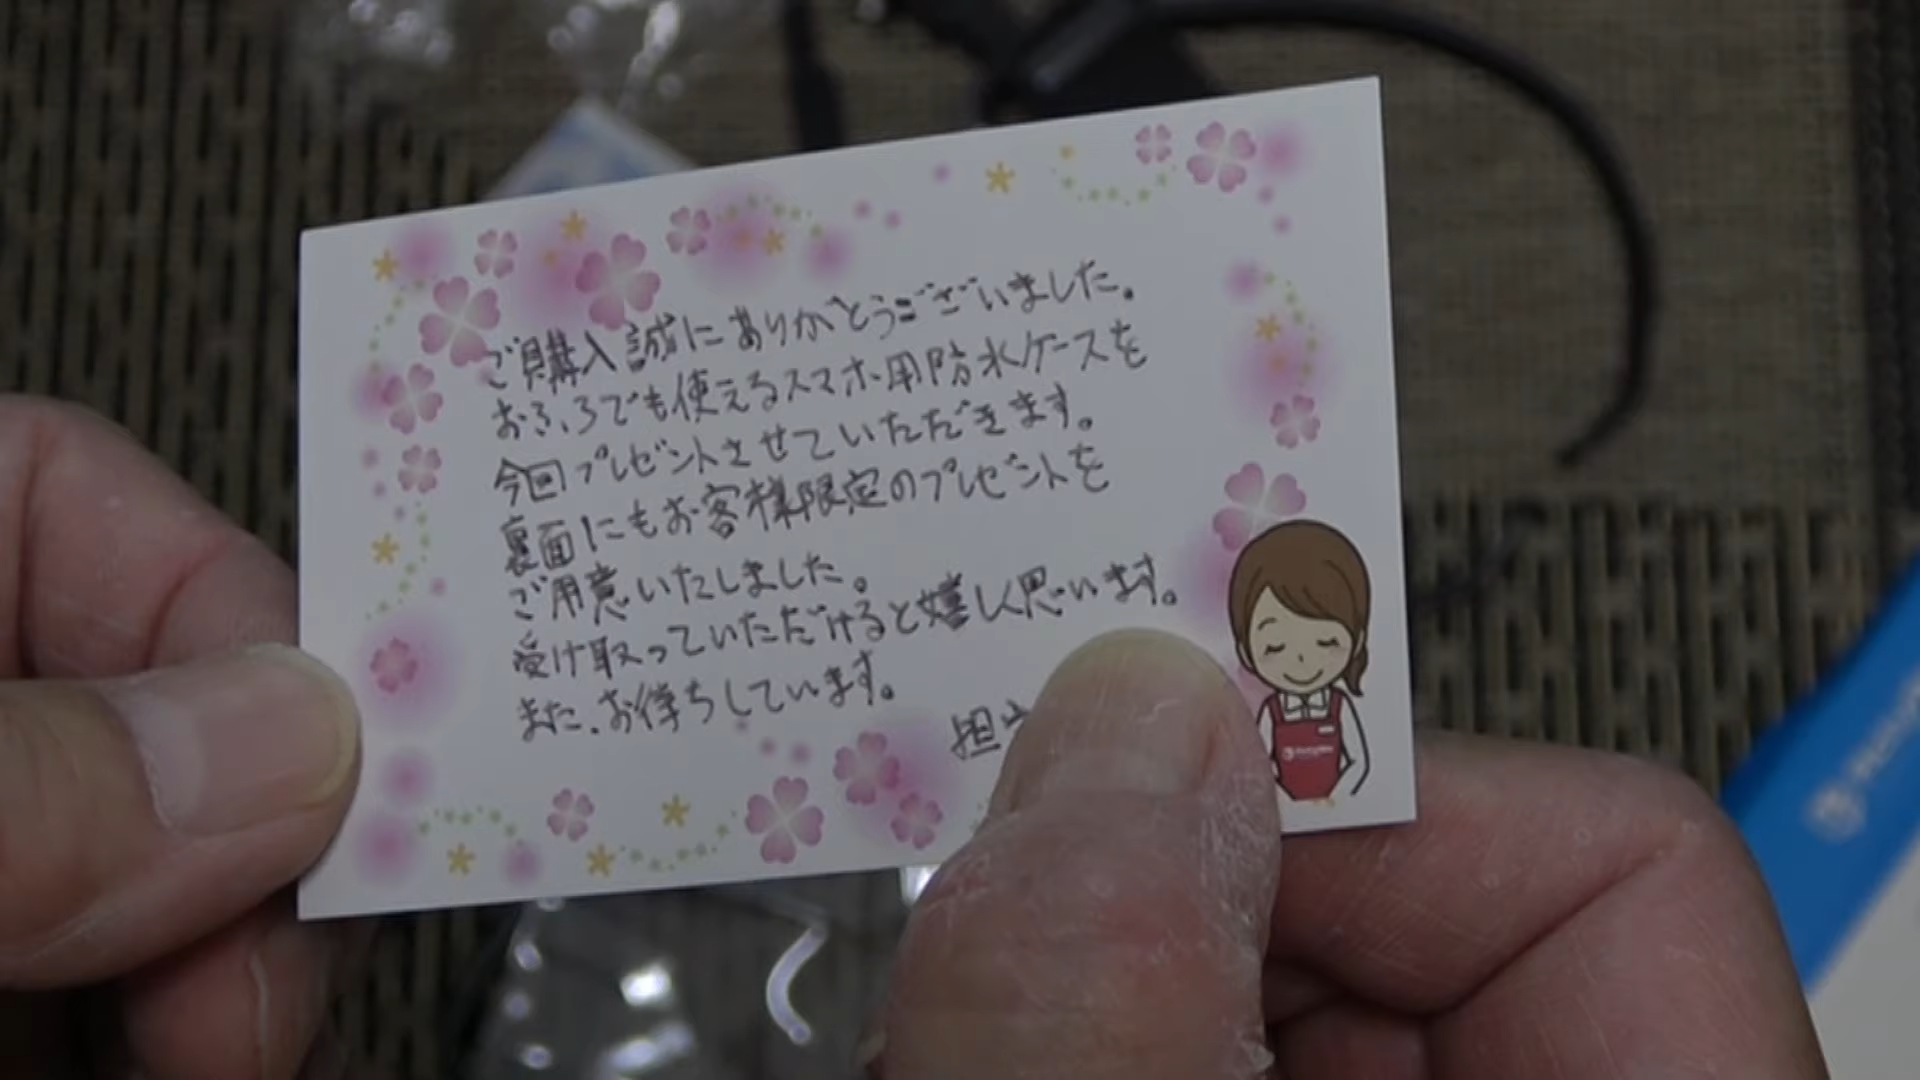 ご購入誠にありがとうございました。
おふろでも使えるスマホ用防水ケースを
今回プレゼントさせていただきます。
裏面にもお客様限定のプレゼントを
ご用意いたしました。
受け取っていただけると嬉しく思います。
また、お待ちしています。
担